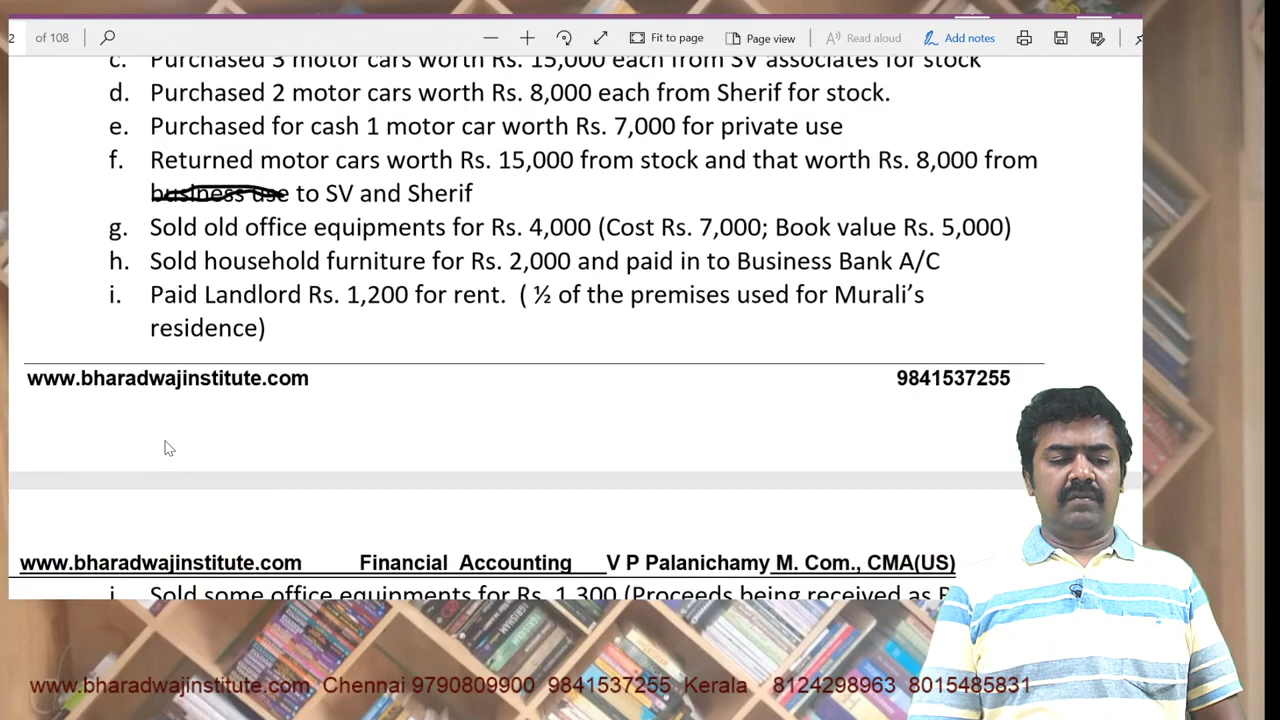 2 of 108 Fit to page Page view Read aloud Add notes
c. Purchased 3 motor cars worth Rs. 15,000 each from SV associates for stock
d. Purchased 2 motor cars worth Rs. 8,000 each from Sherif for stock.
e. Purchased for cash 1 motor car worth Rs. 7,000 for private use
f. Returned motor cars worth Rs. 15,000 from stock and that worth Rs. 8,000 from
business use to SV and Sherif
g. Sold old office equipments for Rs. 4,000 (Cost Rs. 7,000; Book value Rs. 5,000)
h. Sold household furniture for Rs. 2,000 and paid in to Business Bank A/C
i. Paid Landlord Rs. 1,200 for rent. ( ½ of the premises used for Murali’s
residence)
www.bharadwajinstitute.com 9841537255
www.bharadwajinstitute.com Financial Accounting V P Palanichamy M. Com., CMA(US)
j. Sold some office equipments for Rs. 1,300 (Proceeds being received as
www.bharadwajinstitute.com Chennai 9790809900 9841537255 Kerala 8124298963 8015485831